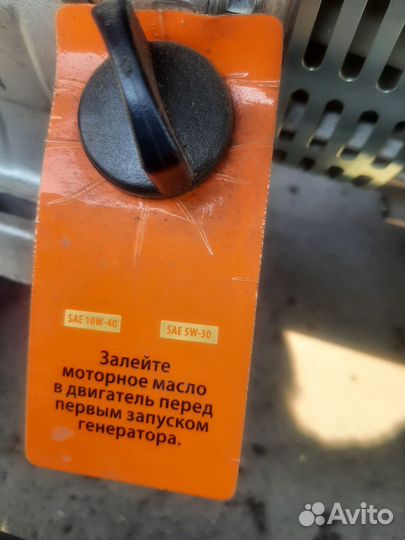 SAE 10W-40 SAE 5W-30
Залейте
моторное масло
в двигатель перед
первым запуском
генератора.
Avito